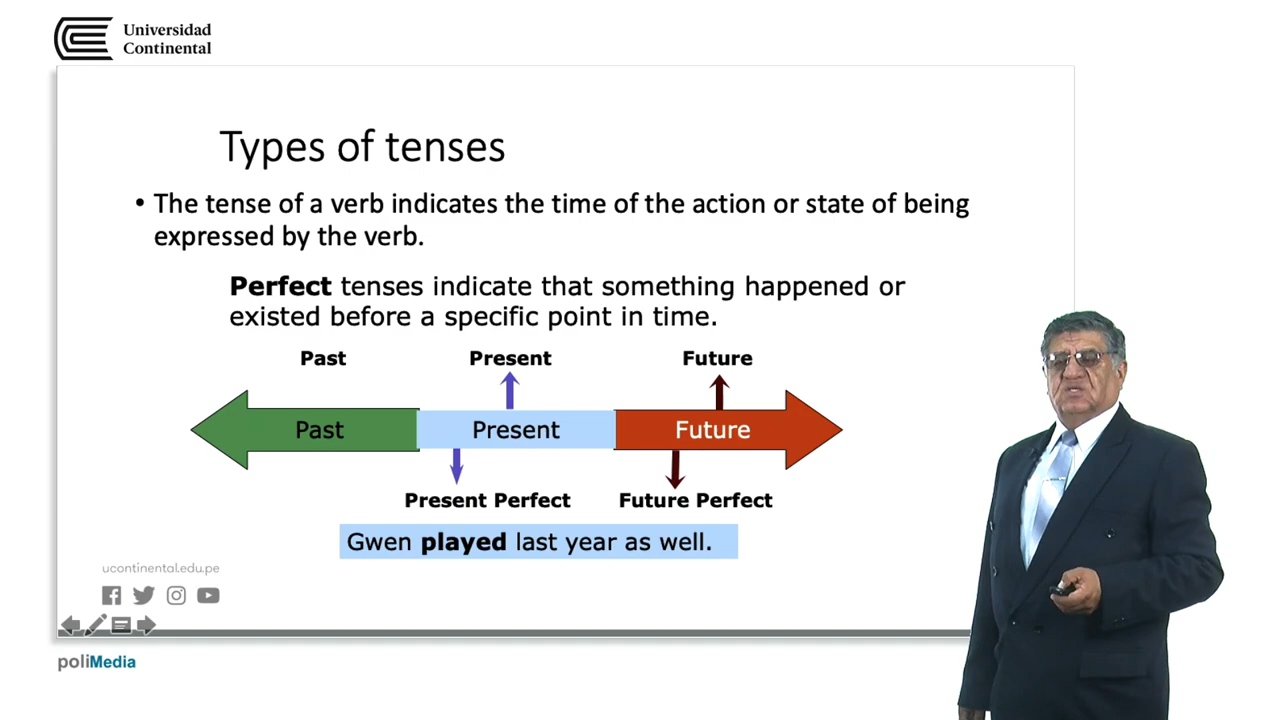 Universidad
Continental
Types of tenses
• The tense of a verb indicates the time of the action or state of being
expressed by the verb.
Perfect tenses indicate that something happened or
existed before a specific point in time.
Past Present Future
Past Present Future
Present Perfect Future Perfect
Gwen played last year as well.
ucontinental.edu.pe
poliMedia